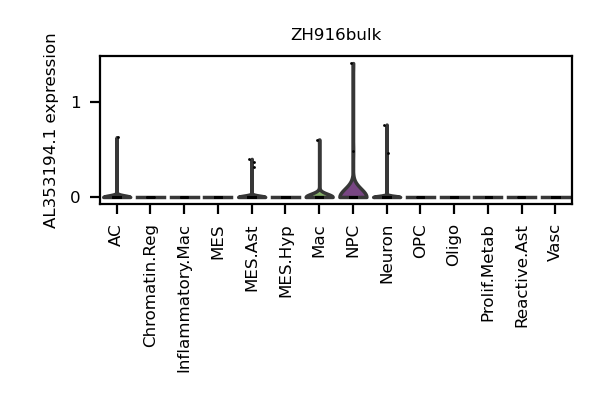 ZH916bulk
AL353194.1 expression
1
0
AC
Chromatin.Reg
Inflammatory.Mac
MES
MES.Ast
MES.Hyp
Mac
NPC
Neuron
OPC
Oligo
Prolif.Metab
Reactive.Ast
Vasc